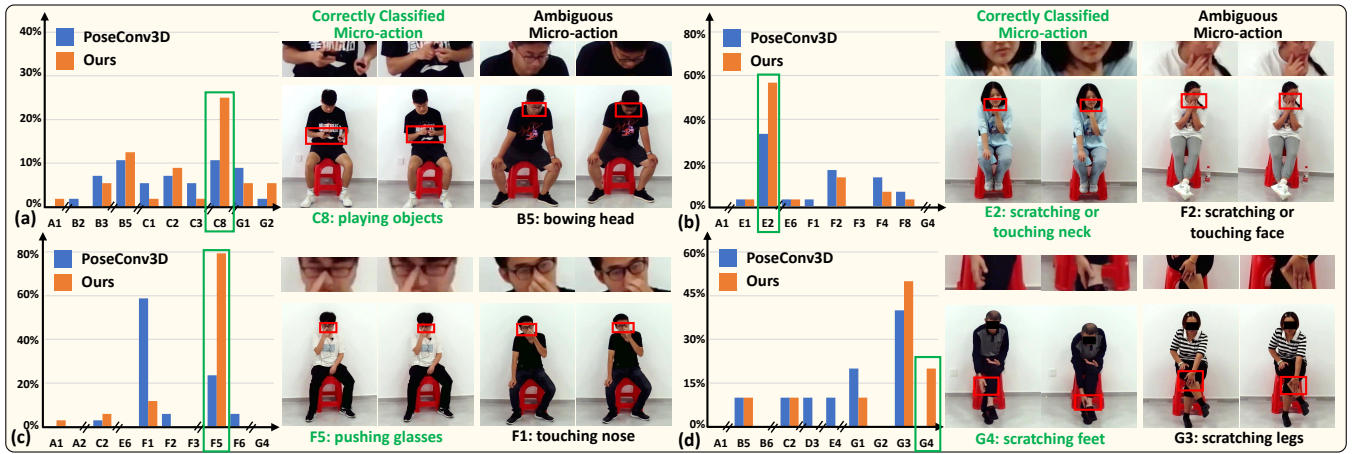 40%
30%
20%
10%
0%
PoseConv3D
Ours
A1 B2 B3 B5 C1 C2 C3 C8 G1 G2
(a)
Correctly Classified
Micro-action
Ambiguous
Micro-action
C8: playing objects
B5: bowing head
80%
60%
40%
20%
0%
PoseConv3D
Ours
A1 E1 E2 E6 F1 F2 F3 F4 F8 G4
(b)
Correctly Classified
Micro-action
Ambiguous
Micro-action
E2: scratching or
touching neck
F2: scratching or
touching face
80%
60%
40%
20%
0%
PoseConv3D
Ours
A1 A2 C2 E6 F1 F2 F3 F5 F6 G4
(c)
F5: pushing glasses
F1: touching nose
60%
45%
30%
15%
0%
PoseConv3D
Ours
A1 B5 B6 C2 D3 E4 G1 G2 G3 G4
(d)
G4: scratching feet
G3: scratching legs